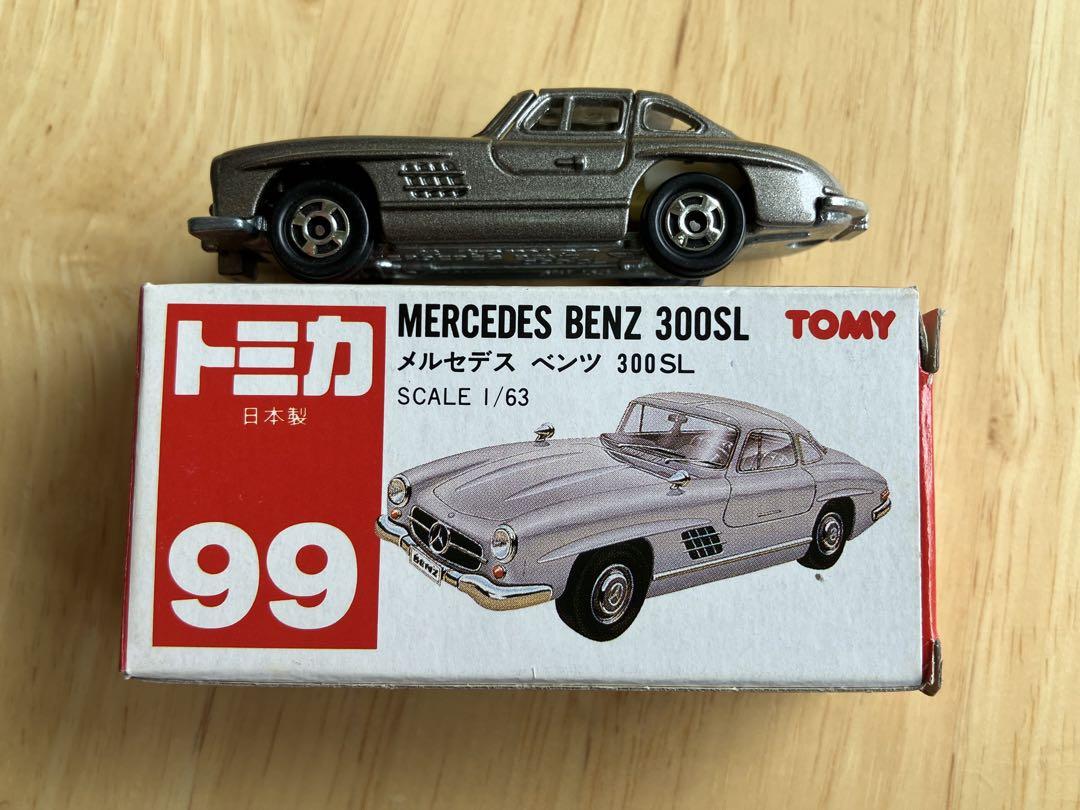 トミカ
日本製
99
MERCEDES BENZ 300SL
メルセデス ベンツ 300SL
SCALE 1/63
TOMY
BENZ